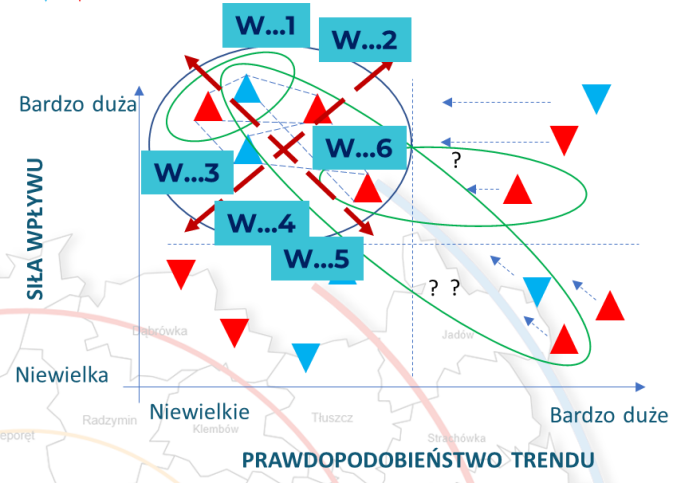 W...1
W...2
Bardzo duża
W...6
?
W...3
SIŁA WPŁYWU
W...4
W...5
? ?
Dąbrówka
Jadów
Niewielka
Niewielkie
Bardzo duże
Radzymin
Klembów
Tłuszcz
Strachówka
ieporęt
PRAWDOPODOBIEŃSTWO TRENDU